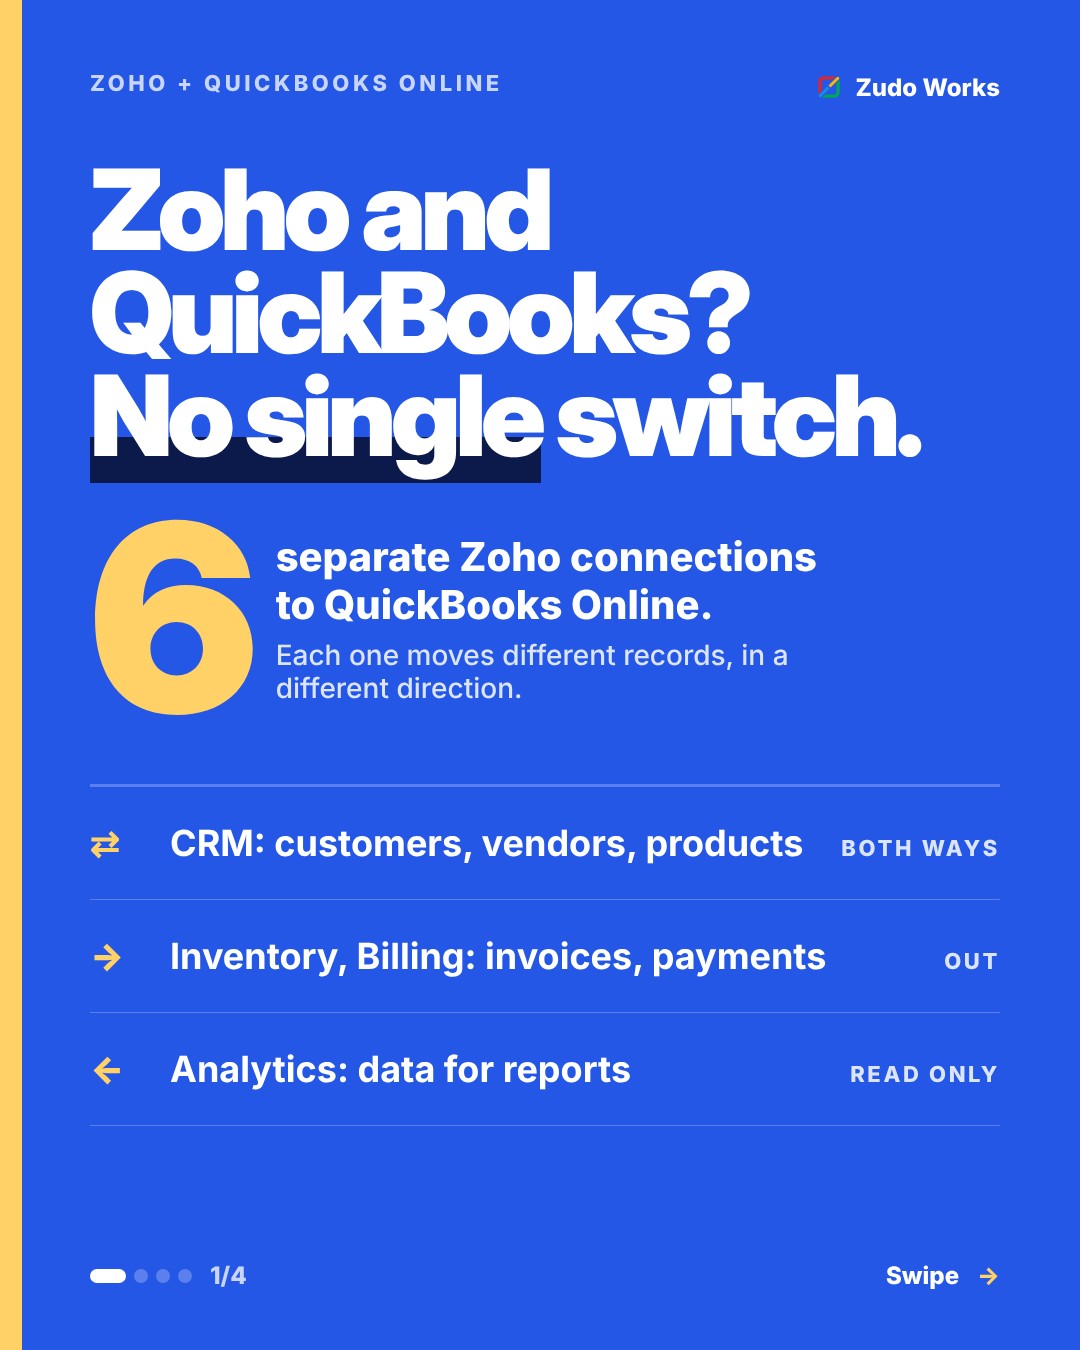 ZOHO + QUICKBOOKS ONLINE
Zudo Works
Zoho and
QuickBooks?
No single switch.
6
separate Zoho connections
to QuickBooks Online.
Each one moves different records, in a
different direction.
⇄ CRM: customers, vendors, products BOTH WAYS
→ Inventory, Billing: invoices, payments OUT
← Analytics: data for reports READ ONLY
1/4
Swipe →